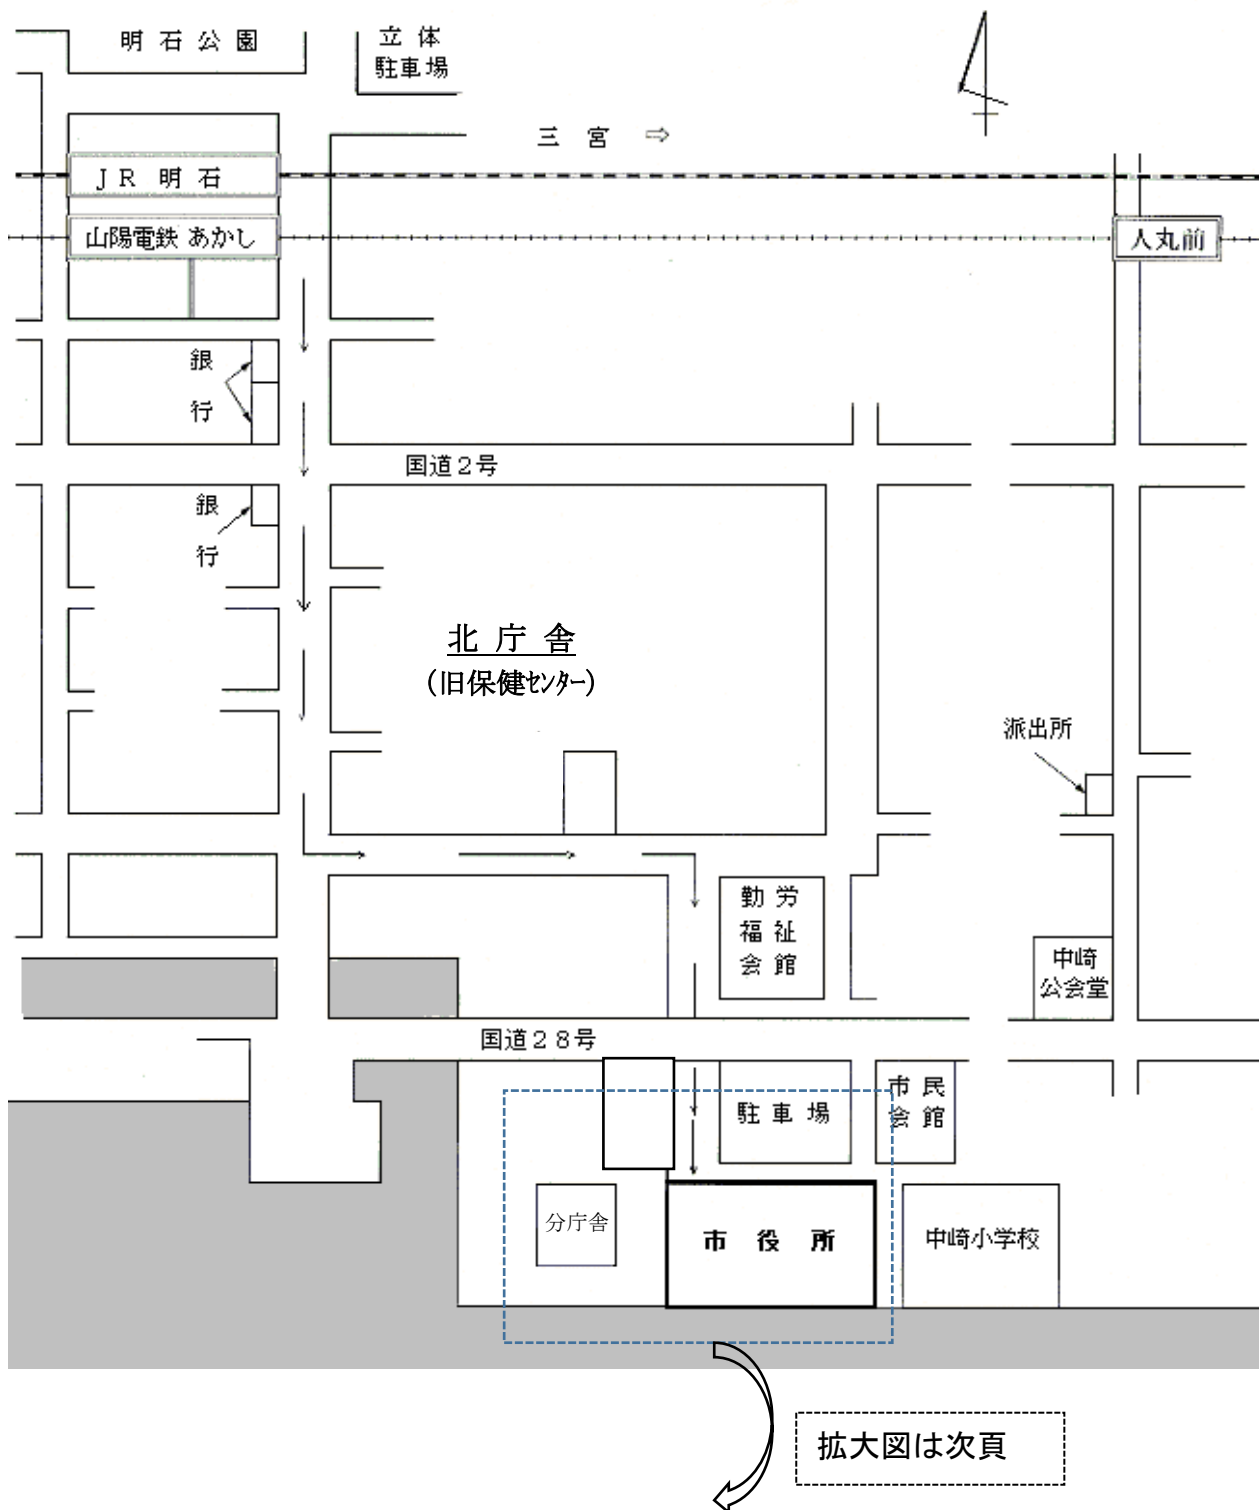 明石公園
立体
駐車場
三宮 ⇨
ＪＲ 明石
山陽電鉄 あかし
人丸前
銀
行
国道２号
銀
行
北庁舎
(旧保健ｾﾝﾀｰ)
派出所
勤労
福祉
会館
中崎
公会堂
国道２８号
駐車場
市民
会館
分庁舎
市役所
中崎小学校
拡大図は次頁